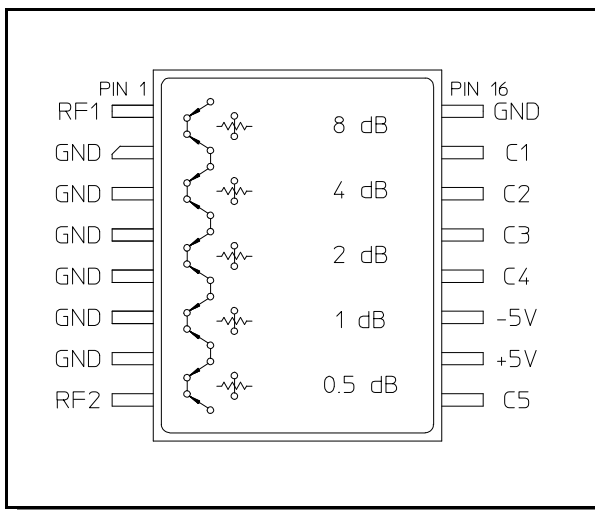 PIN 1
PIN 16
RF1
8 dB
GND
GND
C1
GND
4 dB
C2
GND
2 dB
C3
GND
C4
GND
1 dB
-5V
GND
+5V
RF2
0.5 dB
C5